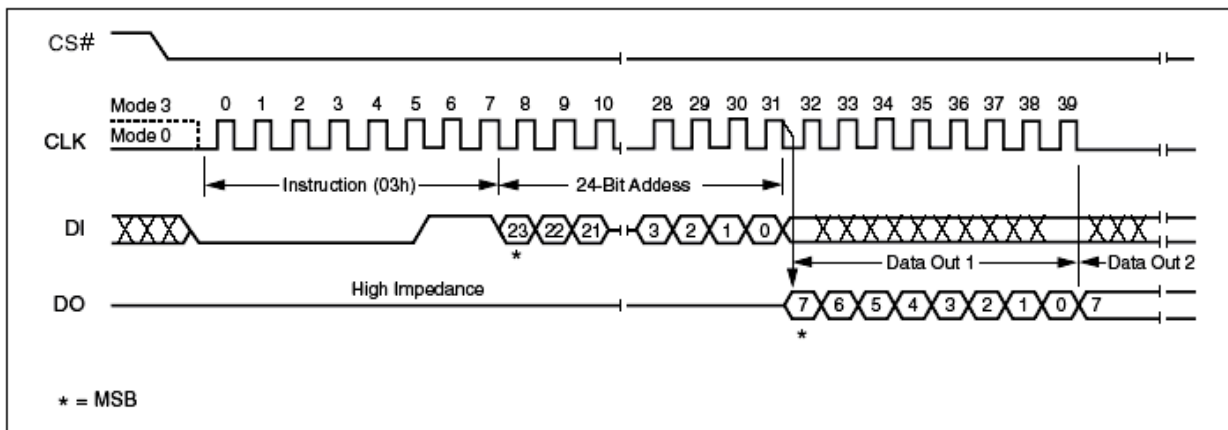 CS#
Mode 3 0 1 2 3 4 5 6 7 8 9 10 28 29 30 31 32 33 34 35 36 37 38 39
CLK Mode 0
Instruction (03h) 24-Bit Addess
DI 23 22 21 3 2 1 0
* Data Out 1 Data Out 2
High Impedance
DO 7 6 5 4 3 2 1 0 7
*
* = MSB